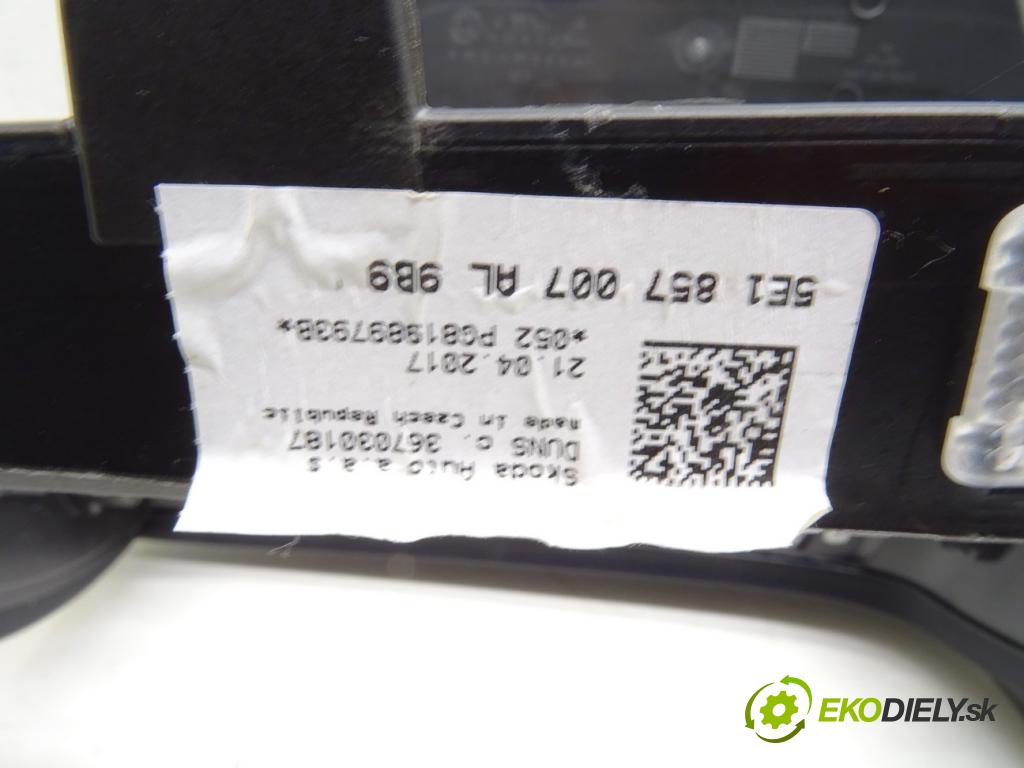 5E1 857 007 AL 9B9
*052 PG81989793B*
21.04.2017
Skoda Auto a.a.s
DUNS c. 367030187
made in Czech Republic
EKODIELY.sk